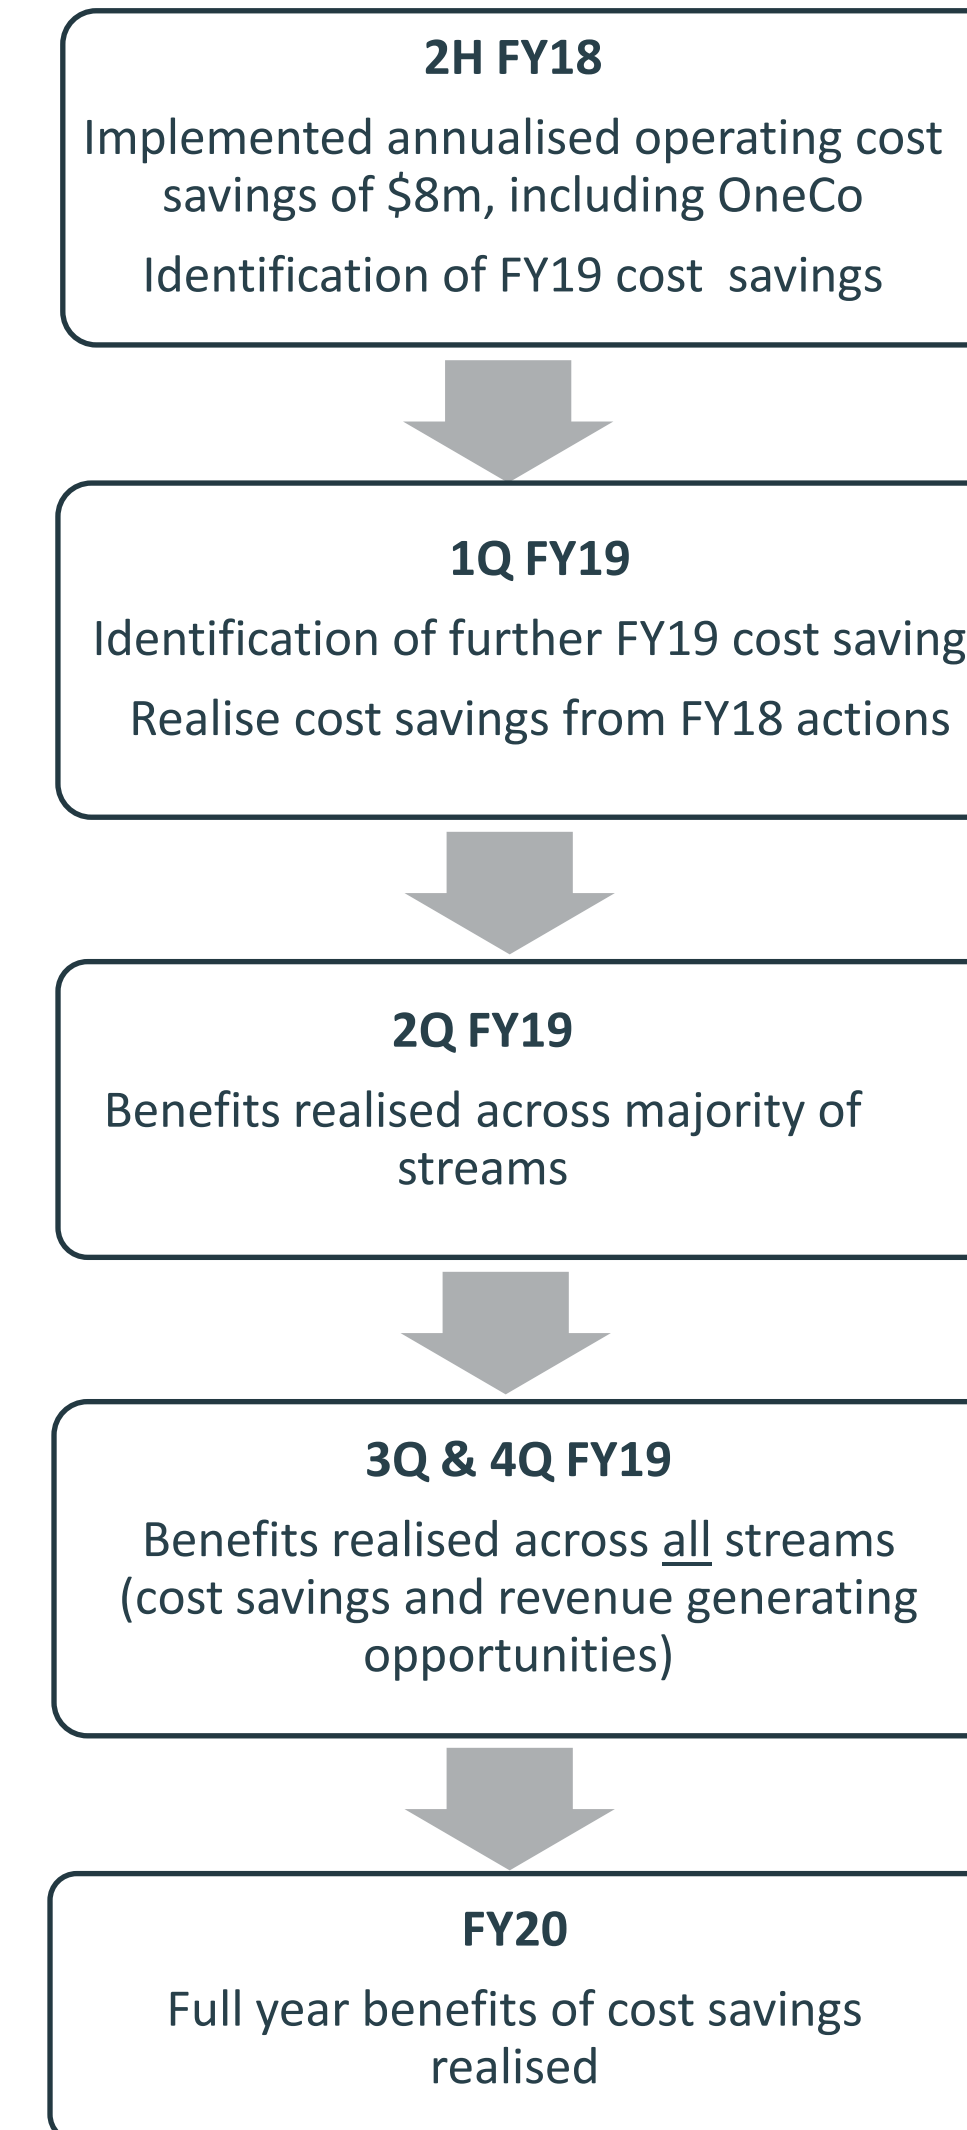 2H FY18
Implemented annualised operating cost
savings of $8m, including OneCo
Identification of FY19 cost  savings
1Q FY19
Identification of further FY19 cost saving
Realise cost savings from FY18 actions
2Q FY19
Benefits realised across majority of
streams
3Q & 4Q FY19
Benefits realised across all streams
(cost savings and revenue generating
opportunities)
FY20
Full year benefits of cost savings
realised